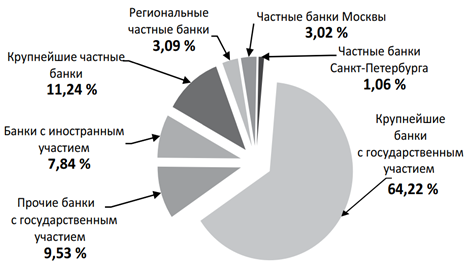 Региональные
частные банки
3,09 %
Частные банки Москвы
3,02 %
Частные банки
Санкт-Петербурга
1,06 %
Крупнейшие частные
банки
11,24 %
Крупнейшие
банки
с государственным
участием
64,22 %
Банки с иностранным
участием
7,84 %
Прочие банки
с государственным
участием
9,53 %